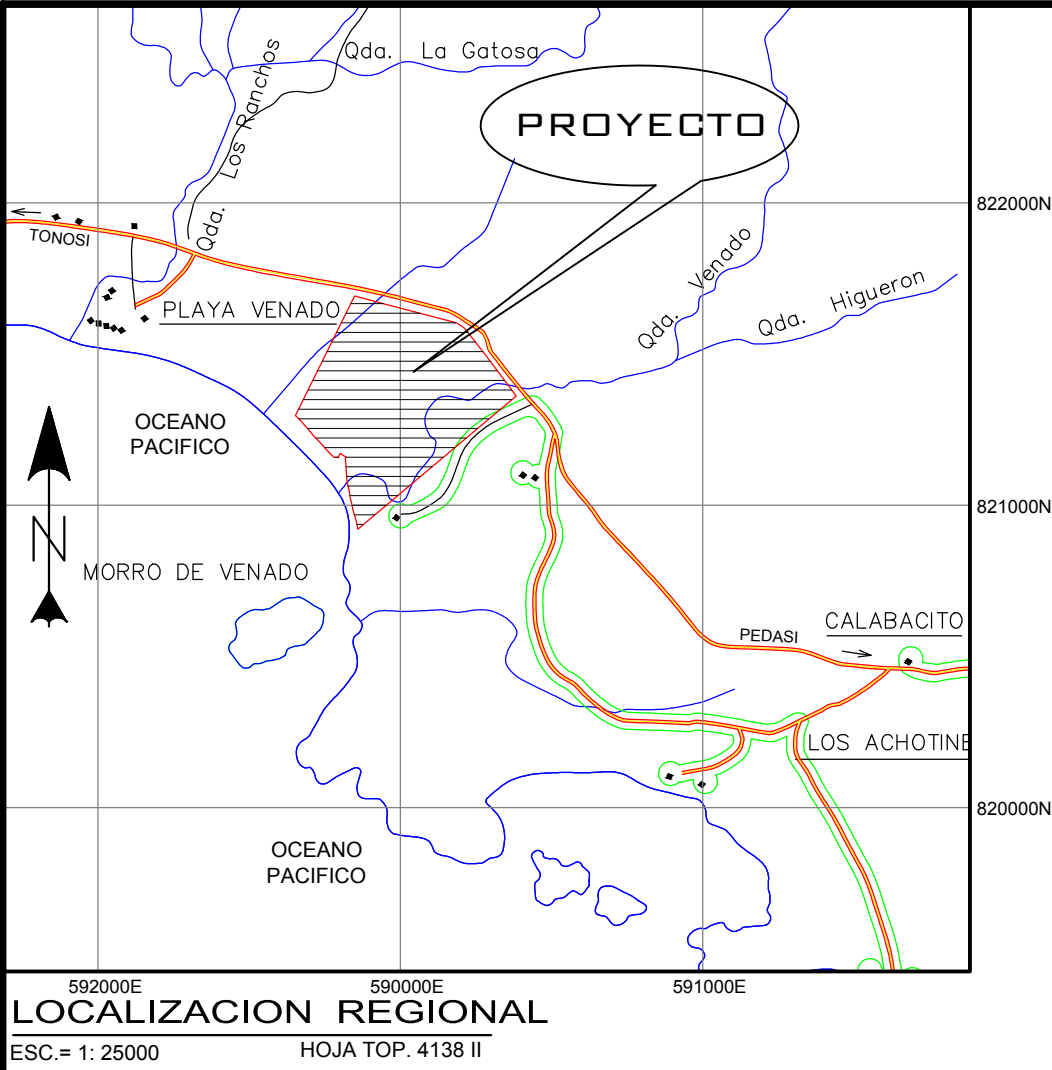 Qda. La Gatosa
Qda. Los Ranchos
PROYECTO
822000N
TONOSI
Qda. Venado
Qda. Higueron
PLAYA VENADO
OCEANO
PACIFICO
821000N
N
MORRO DE VENADO
CALABACITO
PEDASI
LOS ACHOTINE
820000N
OCEANO
PACIFICO
592000E 590000E 591000E
LOCALIZACION REGIONAL
ESC.= 1: 25000 HOJA TOP. 4138 II